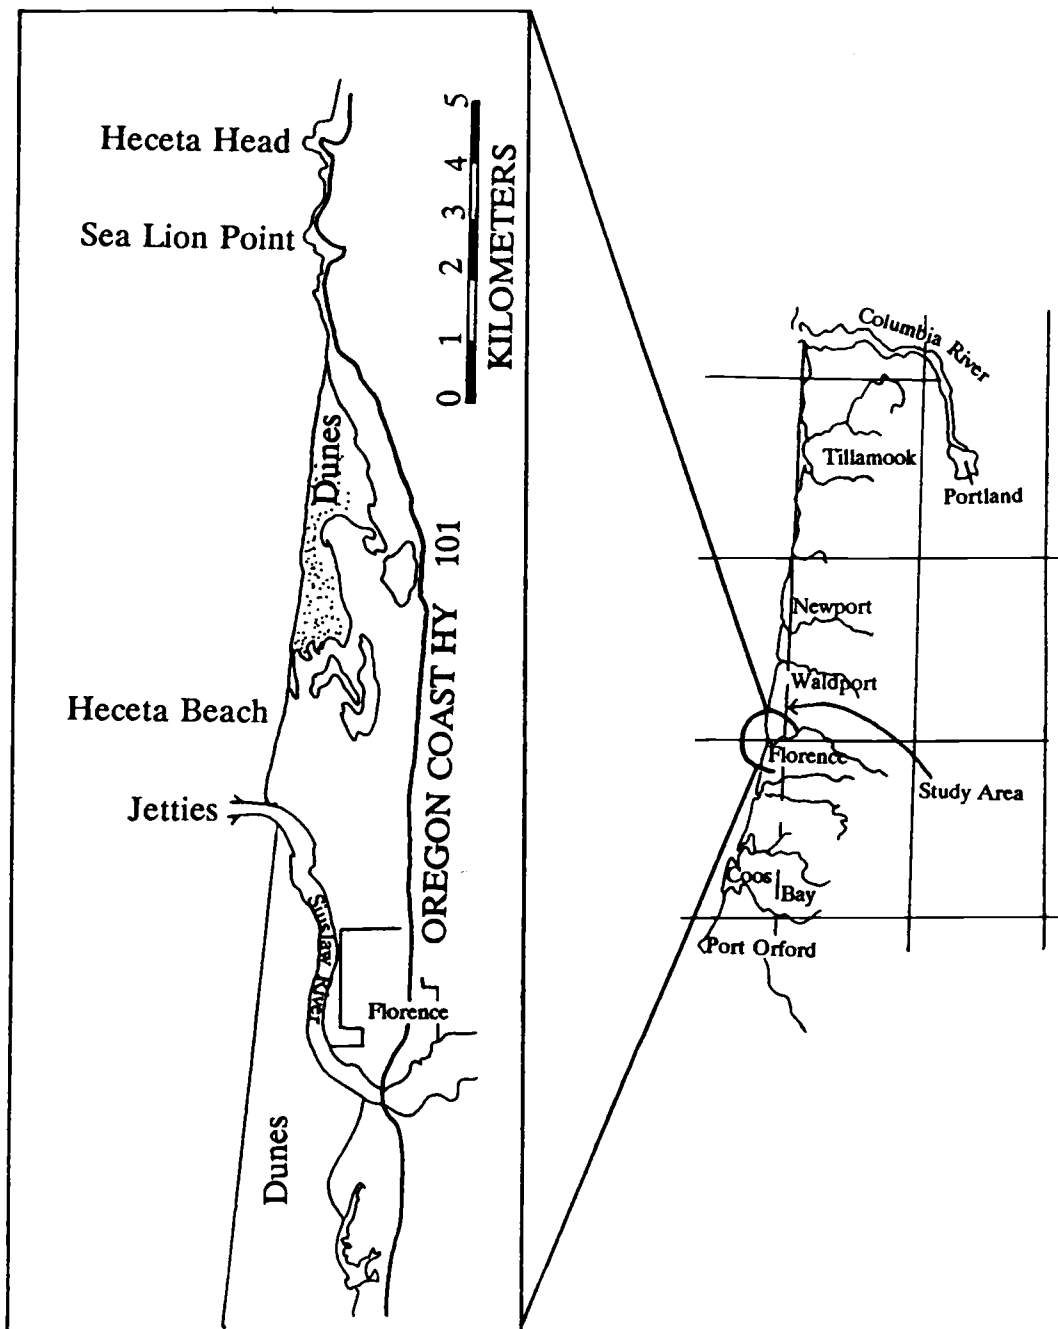 Heceta Head
Sea Lion Point
0 1 2 3 4 5
KILOMETERS
Dunes
OREGON COAST HY 101
Heceta Beach
Jetties
Siuslaw River
Florence
Dunes
Columbia River
Tillamook
Portland
Newport
Waldport
Florence
Study Area
Coos Bay
Port Orford